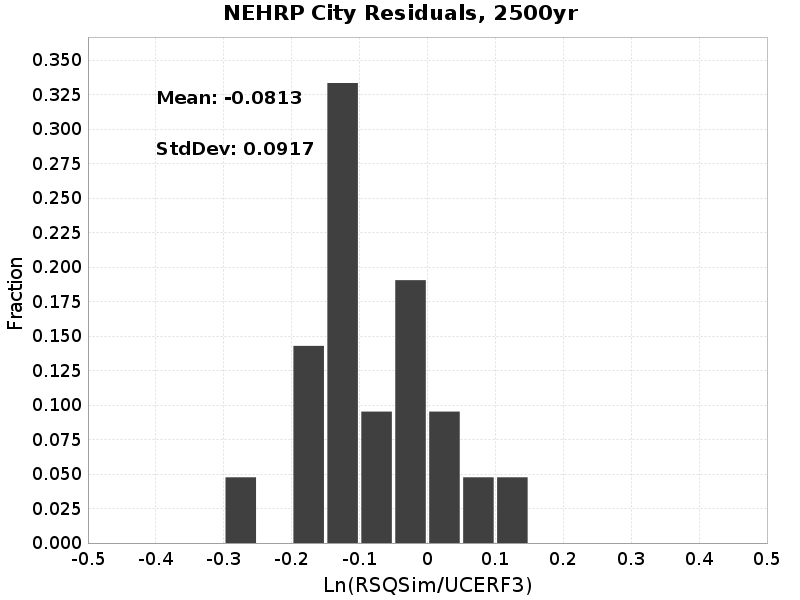 NEHRP City Residuals, 2500yr
0.350
0.325
0.300
0.275
0.250
0.225
0.200
0.175
0.150
0.125
0.100
0.075
0.050
0.025
0.000
Fraction
Mean: -0.0813
StdDev: 0.0917
-0.5 -0.4 -0.3 -0.2 -0.1 0 0.1 0.2 0.3 0.4 0.5
Ln(RSQSim/UCERF3)